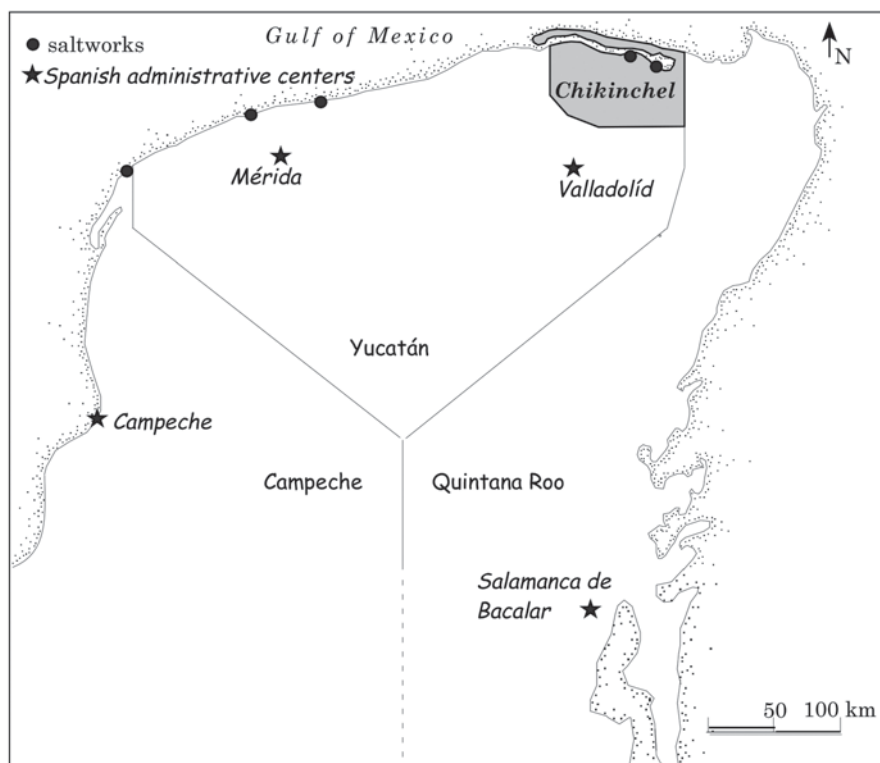 Gulf of Mexico
saltworks
Spanish administrative centers
N
Chikinchel
Mérida
Valladolíd
Yucatán
Campeche
Campeche
Quintana Roo
Salamanca de
Bacalar
50 100 km